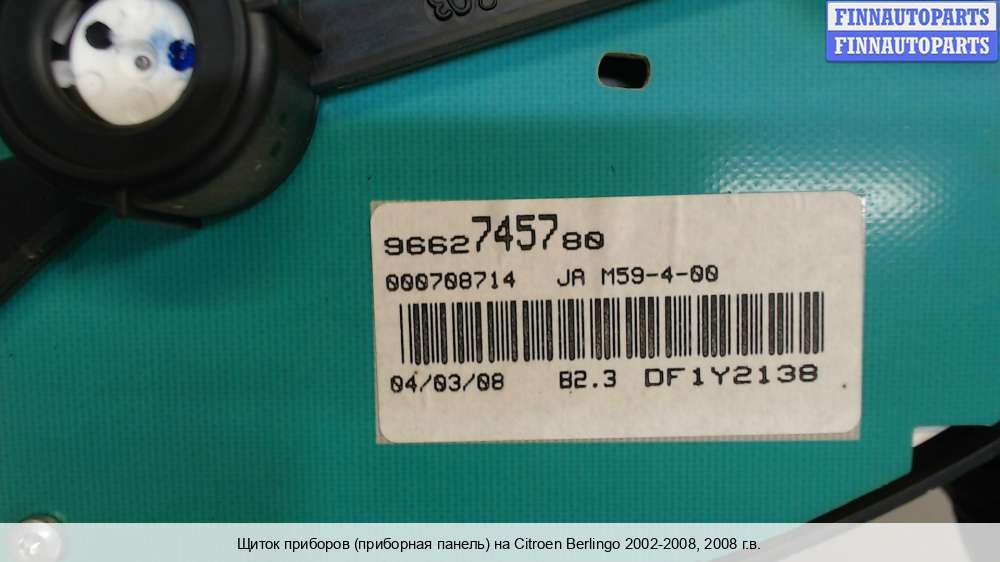 FINNAUTOPARTS
FINNAUTOPARTS
9662745780
000708714 JA M59-4-00
04/03/08 B2.3 DF1Y2138
Щиток приборов (приборная панель) на Citroen Berlingo 2002-2008, 2008 г.в.